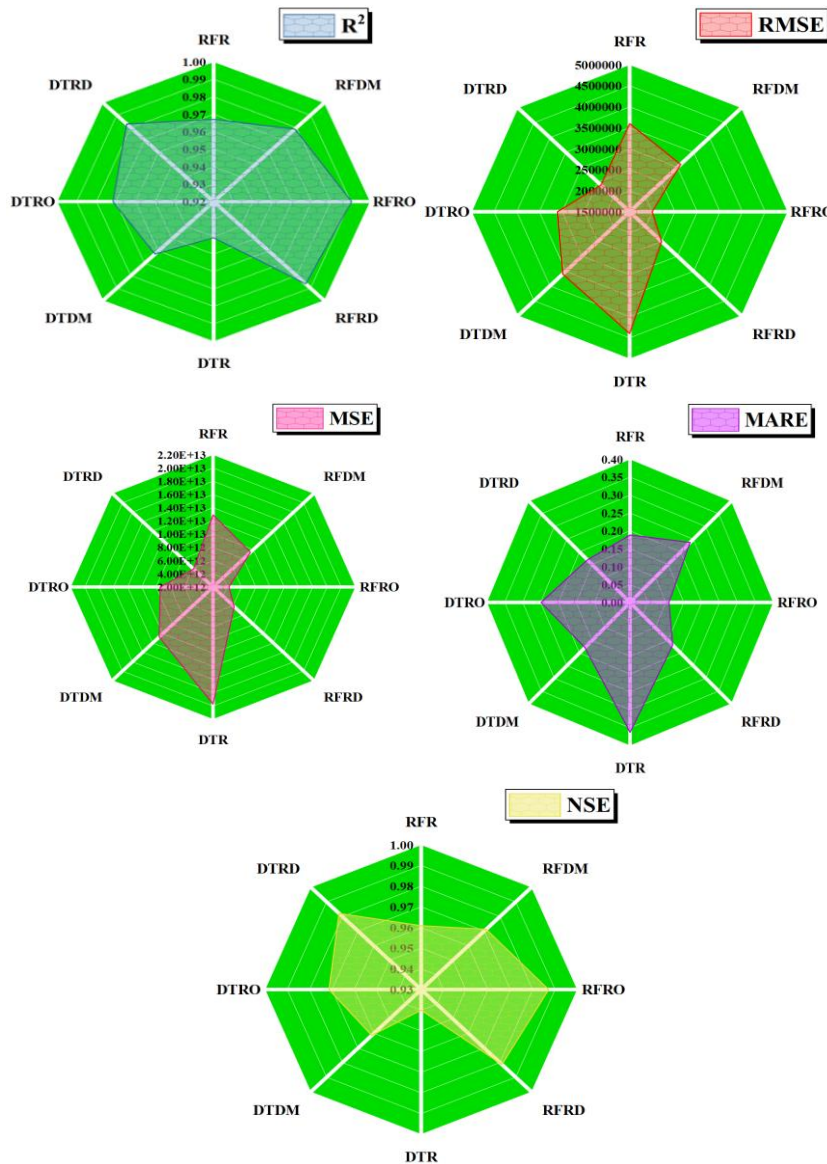 R²
RFR
RFDM
RFRO
RFRD
DTR
DTDM
DTRO
DTRD
1.00
0.99
0.98
0.97
0.96
0.95
0.94
0.93
0.92
RMSE
RFR
RFDM
RFRO
RFRD
DTR
DTDM
DTRO
DTRD
5000000
4500000
4000000
3500000
3000000
2500000
2000000
1500000
MSE
RFR
RFDM
RFRO
RFRD
DTR
DTDM
DTRO
DTRD
2.20E+13
2.00E+13
1.80E+13
1.60E+13
1.40E+13
1.20E+13
1.00E+13
8.00E+12
6.00E+12
4.00E+12
2.00E+12
MARE
RFR
RFDM
RFRO
RFRD
DTR
DTDM
DTRO
DTRD
0.40
0.35
0.30
0.25
0.20
0.15
0.10
0.05
0.00
NSE
RFR
RFDM
RFRO
RFRD
DTR
DTDM
DTRO
DTRD
1.00
0.99
0.98
0.97
0.96
0.95
0.94
0.93